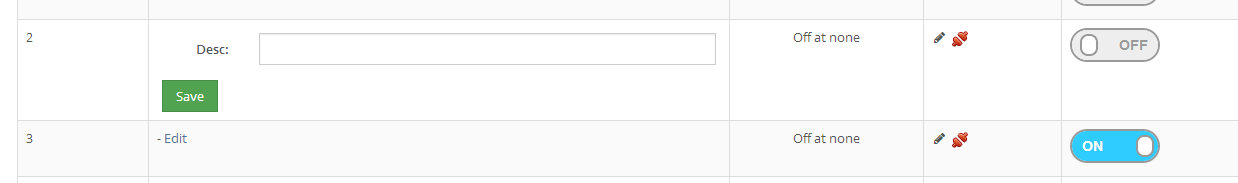 2
Desc:
Off at none
OFF
Save
3
- Edit
Off at none
ON